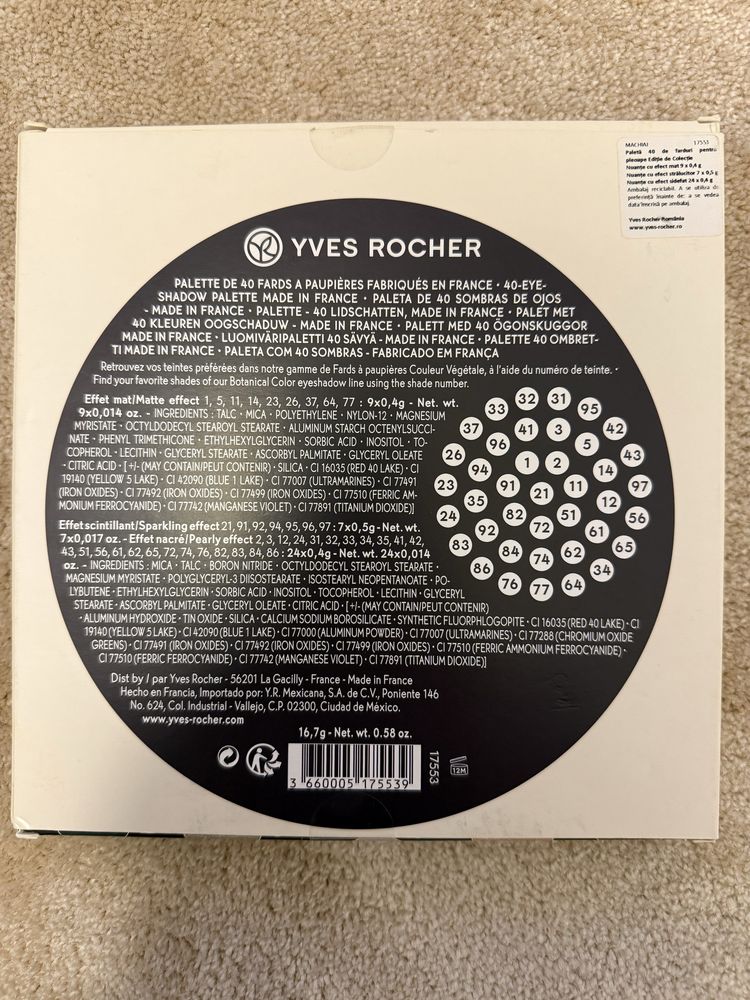 MACHIAJ 17553
Paletă 40 de farduri pentru
pleoape Ediție de Colecție
Nuanțe cu efect mat 9 x 0,4 g
Nuanțe cu efect strălucitor 7 x 0,5 g
Nuanțe cu efect sidefat 24 x 0,4 g
Ambalaj reciclabil. A se utiliza de
preferință înainte de: a se vedea
data înscrisă pe ambalaj.
Yves Rocher România
www.yves-rocher.ro
YVES ROCHER
PALETTE DE 40 FARDS A PAUPIÈRES FABRIQUÉS EN FRANCE • 40-EYE-
SHADOW PALETTE MADE IN FRANCE • PALETA DE 40 SOMBRAS DE OJOS
- MADE IN FRANCE • PALETTE - 40 LIDSCHATTEN, MADE IN FRANCE • PALET MET
40 KLEUREN OOGSCHADUW - MADE IN FRANCE • PALETT MED 40 ÖGONSKUGGOR
MADE IN FRANCE • LUOMIVÄRIPALETTI 40 SÄVYÄ - MADE IN FRANCE • PALETTE 40 OMBRET-
TI MADE IN FRANCE • PALETA COM 40 SOMBRAS - FABRICADO EM FRANÇA
Retrouvez vos teintes préférées dans notre gamme de Fards à paupières Couleur Végétale, à l'aide du numéro de teinte. •
Find your favorite shades of our Botanical Color eyeshadow line using the shade number.
Effet mat/Matte effect 1, 5, 11, 14, 23, 26, 37, 64, 77 : 9x0,4g - Net. wt.
9x0,014 oz. - INGREDIENTS : TALC • MICA • POLYETHYLENE • NYLON-12 • MAGNESIUM
MYRISTATE • OCTYLDODECYL STEAROYL STEARATE • ALUMINUM STARCH OCTENYLSUCCI-
NATE • PHENYL TRIMETHICONE • ETHYLHEXYLGLYCERIN • SORBIC ACID • INOSITOL • TO-
COPHEROL • LECITHIN • GLYCERYL STEARATE • ASCORBYL PALMITATE • GLYCERYL OLEATE
• CITRIC ACID • [+/- (MAY CONTAIN/PEUT CONTENIR) • SILICA • CI 16035 (RED 40 LAKE) • CI
19140 (YELLOW 5 LAKE) • CI 42090 (BLUE 1 LAKE) • CI 77007 (ULTRAMARINES) • CI 77491
(IRON OXIDES) • CI 77492 (IRON OXIDES) • CI 77499 (IRON OXIDES) • CI 77510 (FERRIC AM-
MONIUM FERROCYANIDE) • CI 77742 (MANGANESE VIOLET) • CI 77891 (TITANIUM DIOXIDE)]
Effet scintillant/Sparkling effect 21, 91, 92, 94, 95, 96, 97 : 7x0,5g - Net. wt.
7x0,017 oz. - Effet nacré/Pearly effect 2, 3, 12, 24, 31, 32, 33, 34, 35, 41, 42,
43, 51, 56, 61, 62, 65, 72, 74, 76, 82, 83, 84, 86 : 24x0,4g - Net. wt. 24x0,014
oz. - INGREDIENTS : MICA • TALC • BORON NITRIDE • OCTYLDODECYL STEAROYL STEARATE •
MAGNESIUM MYRISTATE • POLYGLYCERYL-3 DIISOSTEARATE • ISOSTEARYL NEOPENTANOATE • PO-
LYBUTENE • ETHYLHEXYLGLYCERIN • SORBIC ACID • INOSITOL • TOCOPHEROL • LECITHIN • GLYCERYL
STEARATE • ASCORBYL PALMITATE • GLYCERYL OLEATE • CITRIC ACID • [+/- (MAY CONTAIN/PEUT CONTENIR)
• ALUMINUM HYDROXIDE • TIN OXIDE • SILICA • CALCIUM SODIUM BOROSILICATE • SYNTHETIC FLUORPHLOGOPITE • CI 16035 (RED 40 LAKE) • CI
19140 (YELLOW 5 LAKE) • CI 42090 (BLUE 1 LAKE) • CI 77000 (ALUMINUM POWDER) • CI 77007 (ULTRAMARINES) • CI 77288 (CHROMIUM OXIDE
GREENS) • CI 77491 (IRON OXIDES) • CI 77492 (IRON OXIDES) • CI 77499 (IRON OXIDES) • CI 77510 (FERRIC AMMONIUM FERROCYANIDE) •
CI 77510 (FERRIC FERROCYANIDE) • CI 77742 (MANGANESE VIOLET) • CI 77891 (TITANIUM DIOXIDE)]
32 31
33 95
37 41 3 42
96 5
26 1 2 43
94 14
23 91 21 11 97
35 12
24 82 51 56
92 72 61
83 84 62 65
74
86 34
76 77 64
Dist by / par Yves Rocher - 56201 La Gacilly - France - Made in France
Hecho en Francia, Importado por: Y.R. Mexicana, S.A. de C.V., Poniente 146
No. 624, Col. Industrial - Vallejo, C.P. 02300, Ciudad de México.
www.yves-rocher.com
16,7g - Net. wt. 0.58 oz.
3 660005 175539
17553
12M